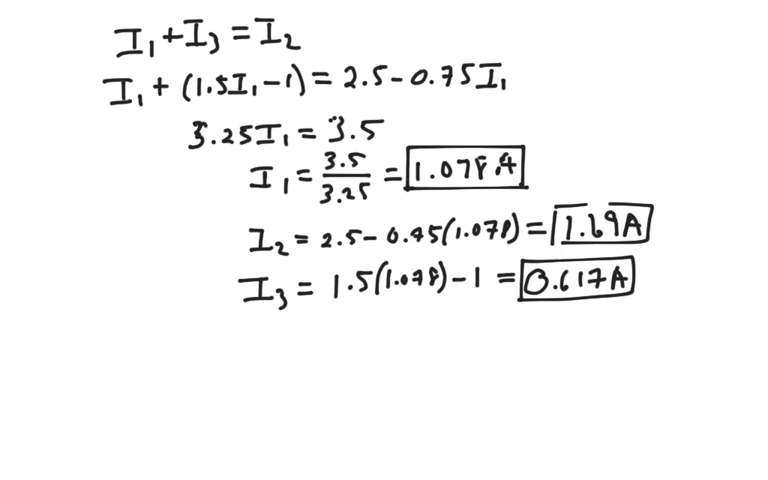 I₁ + I₃ = I₂
I₁ + (1.5I₁ - 1) = 2.5 - 0.75I₁
3.25I₁ = 3.5
I₁ = 3.5/3.25 = 1.078A
I₂ = 2.5 - 0.75(1.078) = 1.69A
I₃ = 1.5(1.078) - 1 = 0.617A